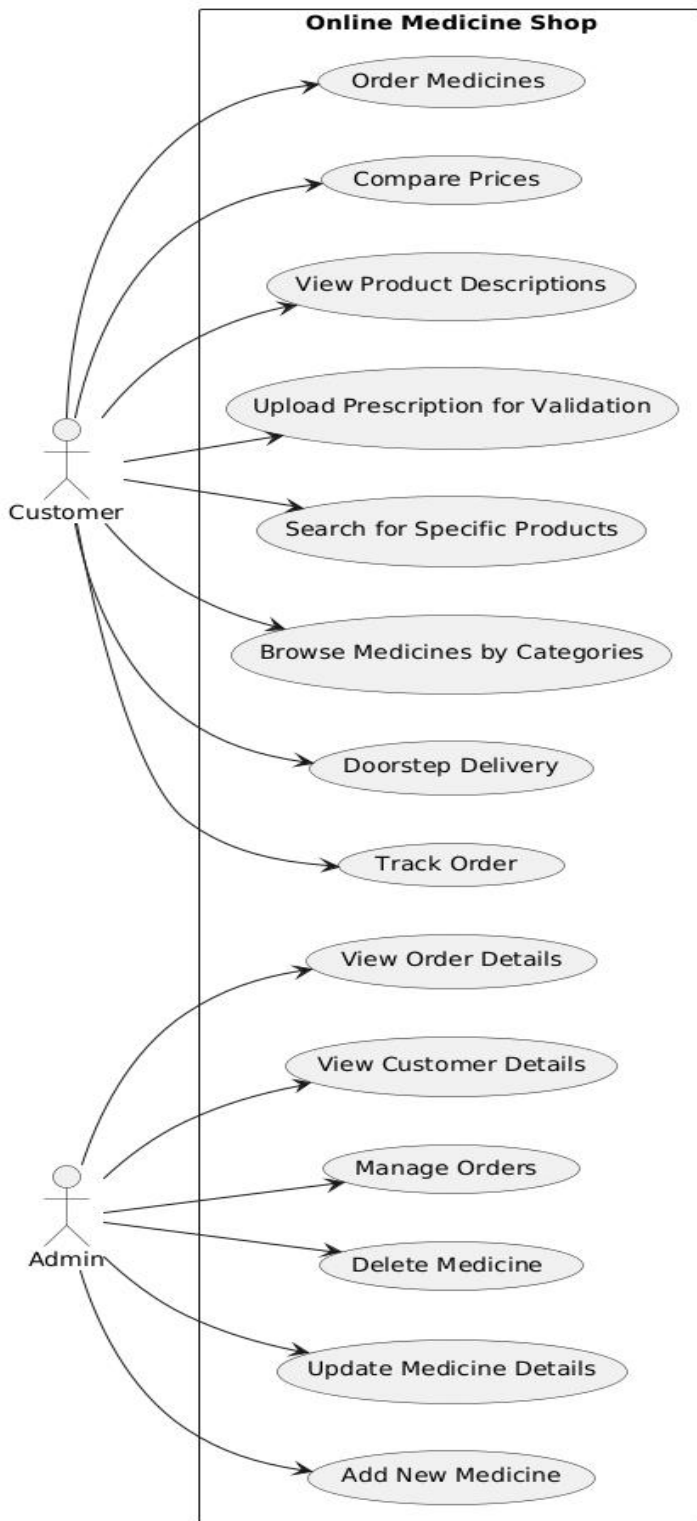 Online Medicine Shop
Order Medicines
Compare Prices
View Product Descriptions
Upload Prescription for Validation
Customer
Search for Specific Products
Browse Medicines by Categories
Doorstep Delivery
Track Order
View Order Details
View Customer Details
Manage Orders
Admin
Delete Medicine
Update Medicine Details
Add New Medicine